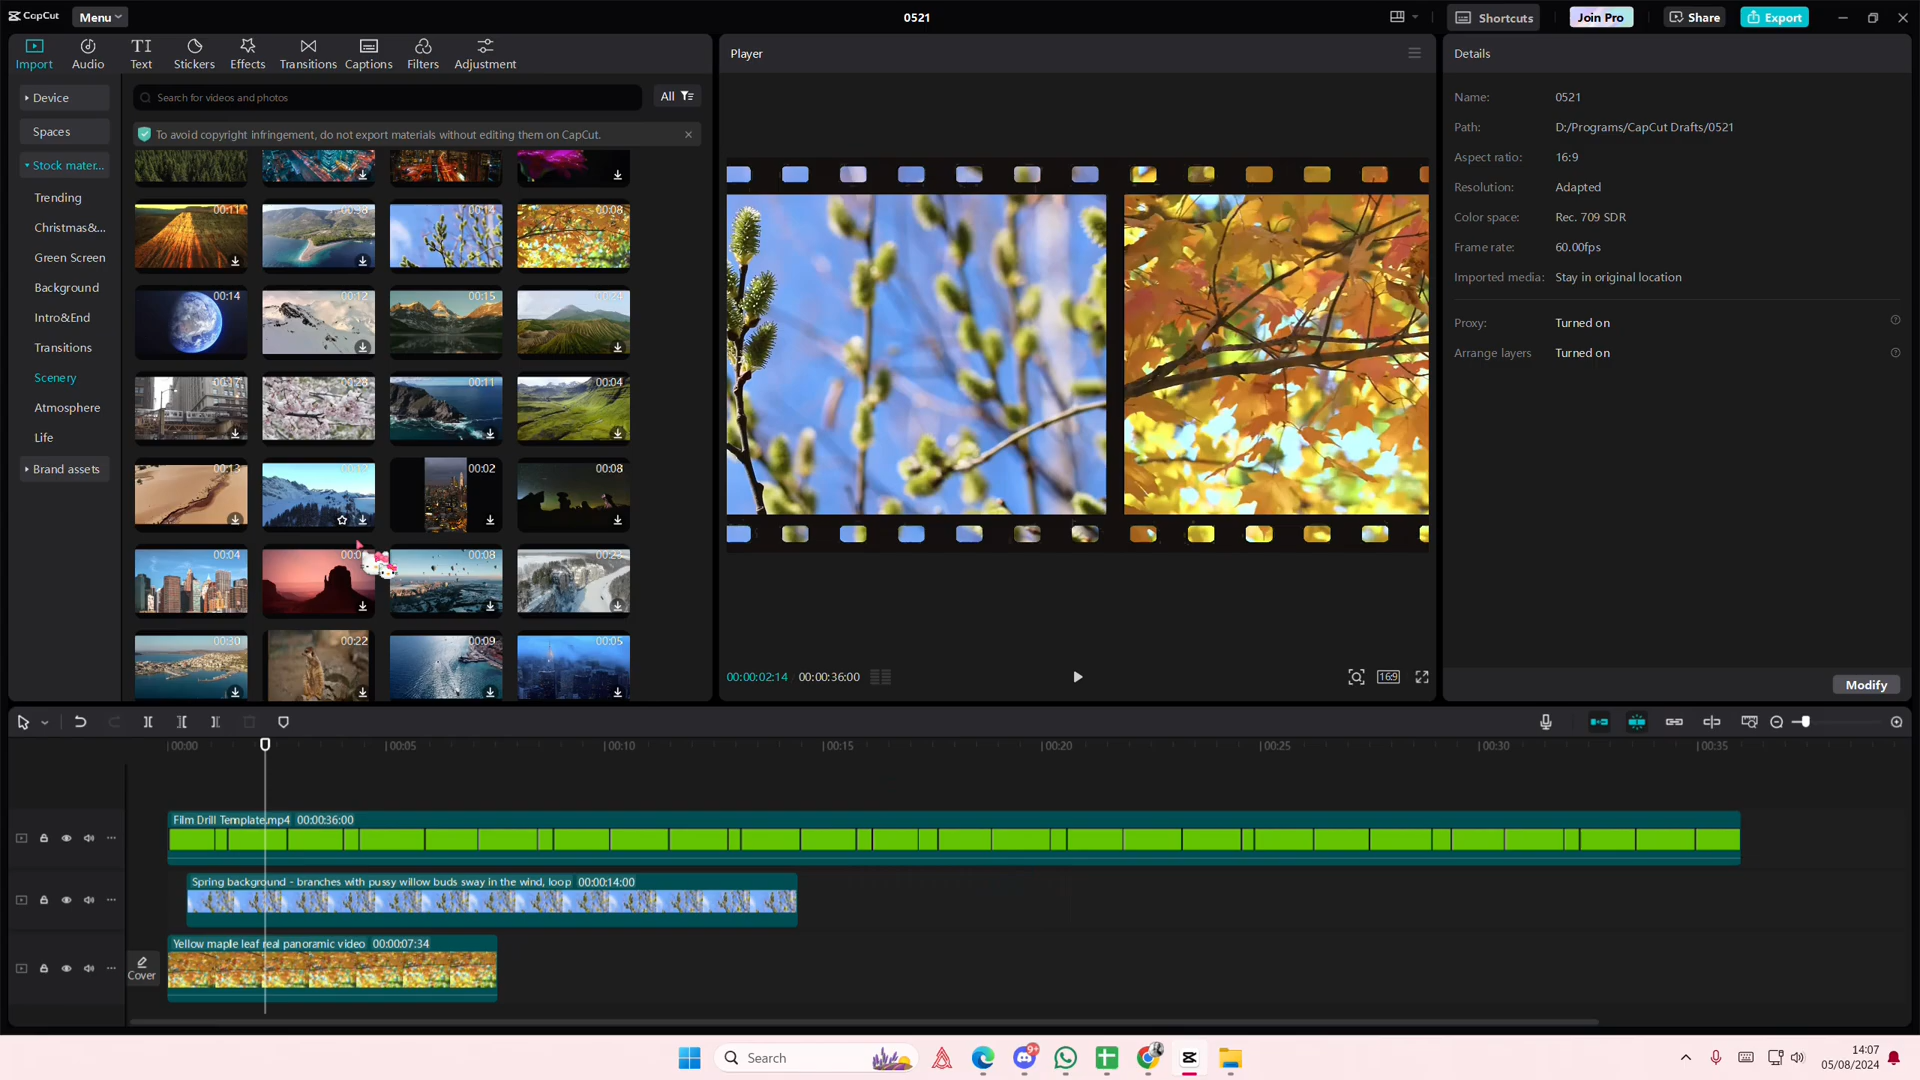 CapCut
Menu
0521
Shortcuts
Join Pro
Share
Export
Import
Audio
Text
Stickers
Effects
Transitions
Captions
Filters
Adjustment
Player
Details
Device
Spaces
Stock mater...
Trending
Christmas&...
Green Screen
Background
Intro&End
Transitions
Scenery
Atmosphere
Life
Brand assets
Search for videos and photos
All
To avoid copyright infringement, do not export materials without editing them on CapCut.
00:11
00:14
00:08
00:14
00:12
00:15
00:24
00:17
00:28
00:11
00:04
00:13
00:02
00:08
00:04
00:08
00:23
00:30
00:22
00:09
00:05
00:00:02:14
00:00:36:00
16:9
Name: 0521
Path: D:/Programs/CapCut Drafts/0521
Aspect ratio: 16:9
Resolution: Adapted
Color space: Rec. 709 SDR
Frame rate: 60.00fps
Imported media: Stay in original location
Proxy: Turned on
Arrange layers Turned on
Modify
00:00
00:05
00:10
00:15
00:20
00:25
00:30
00:35
Film Drill Template.mp4 00:00:36:00
Spring background - branches with pussy willow buds sway in the wind, loop 00:00:14:00
Yellow maple leaf real panoramic video 00:00:07:34
Cover
Search
9+
14:07
05/08/2024